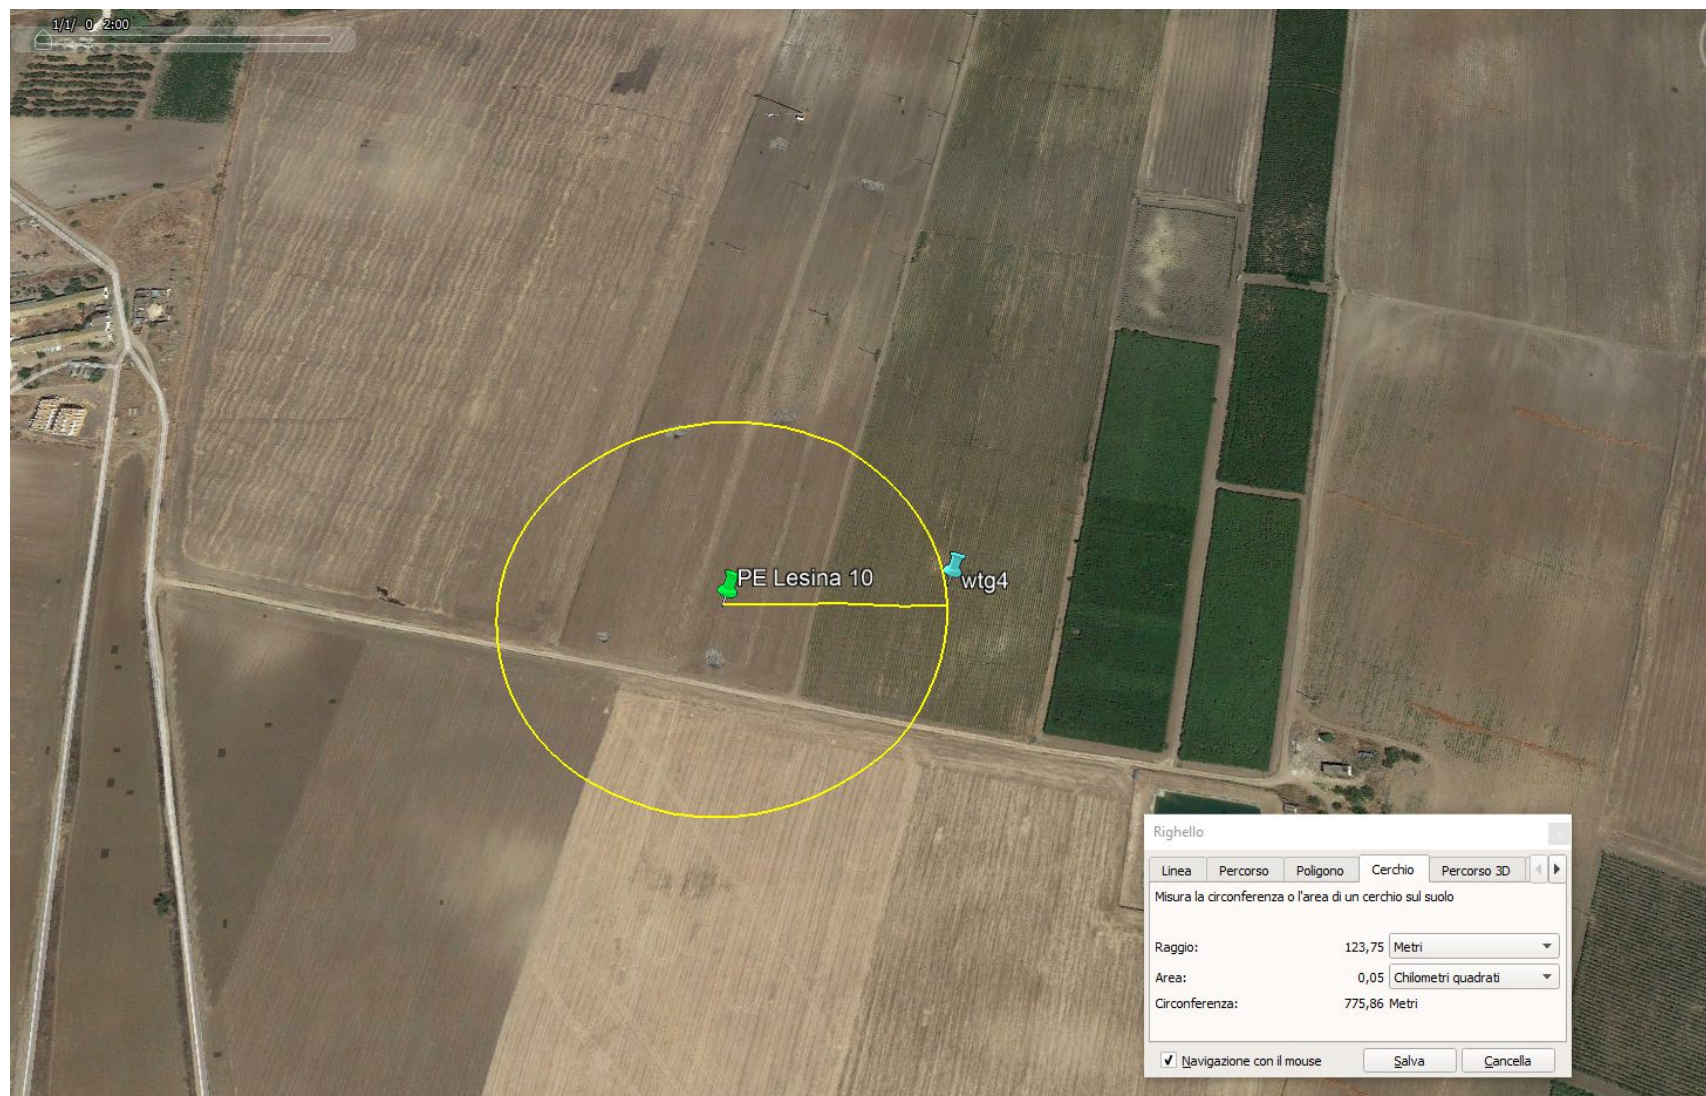 1/1/ 0 2:00
PE Lesina 10
wtg4
Righello
Linea Percorso Poligono Cerchio Percorso 3D
Misura la circonferenza o l'area di un cerchio sul suolo
Raggio: 123,75 Metri
Area: 0,05 Chilometri quadrati
Circonferenza: 775,86 Metri
Navigazione con il mouse Salva Cancella